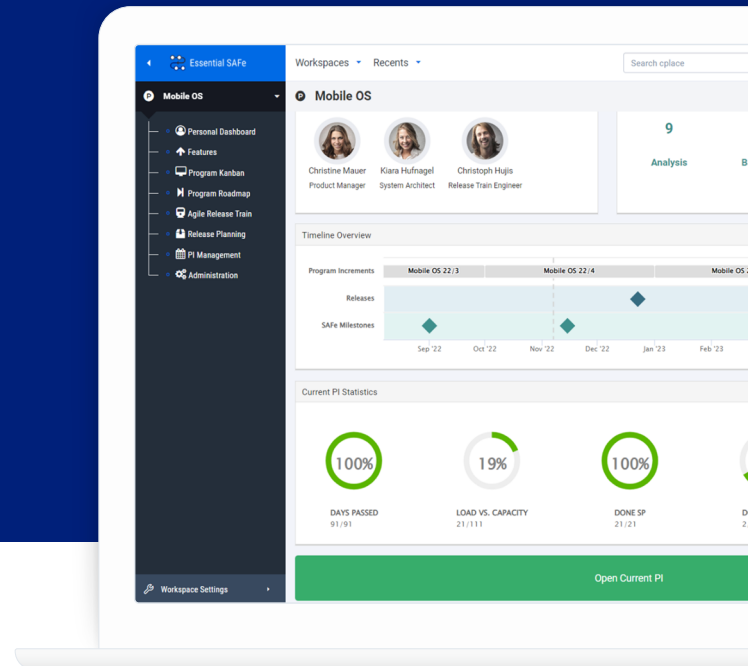 Essential SAFe
Workspaces
Recents
Search cplace
Mobile OS
Personal Dashboard
Features
Program Kanban
Program Roadmap
Agile Release Train
Release Planning
PI Management
Administration
Workspace Settings
Mobile OS
Christine Mauer
Product Manager
Kiara Hufnagel
System Architect
Christoph Hujis
Release Train Engineer
9
Analysis
Timeline Overview
Program Increments
Mobile OS 22/3
Mobile OS 22/4
Mobile OS
Releases
SAFe Milestones
Sep '22
Oct '22
Nov '22
Dec '22
Jan '23
Feb '23
Current PI Statistics
100%
DAYS PASSED
91/91
19%
LOAD VS. CAPACITY
21/111
100%
DONE SP
21/21
Open Current PI